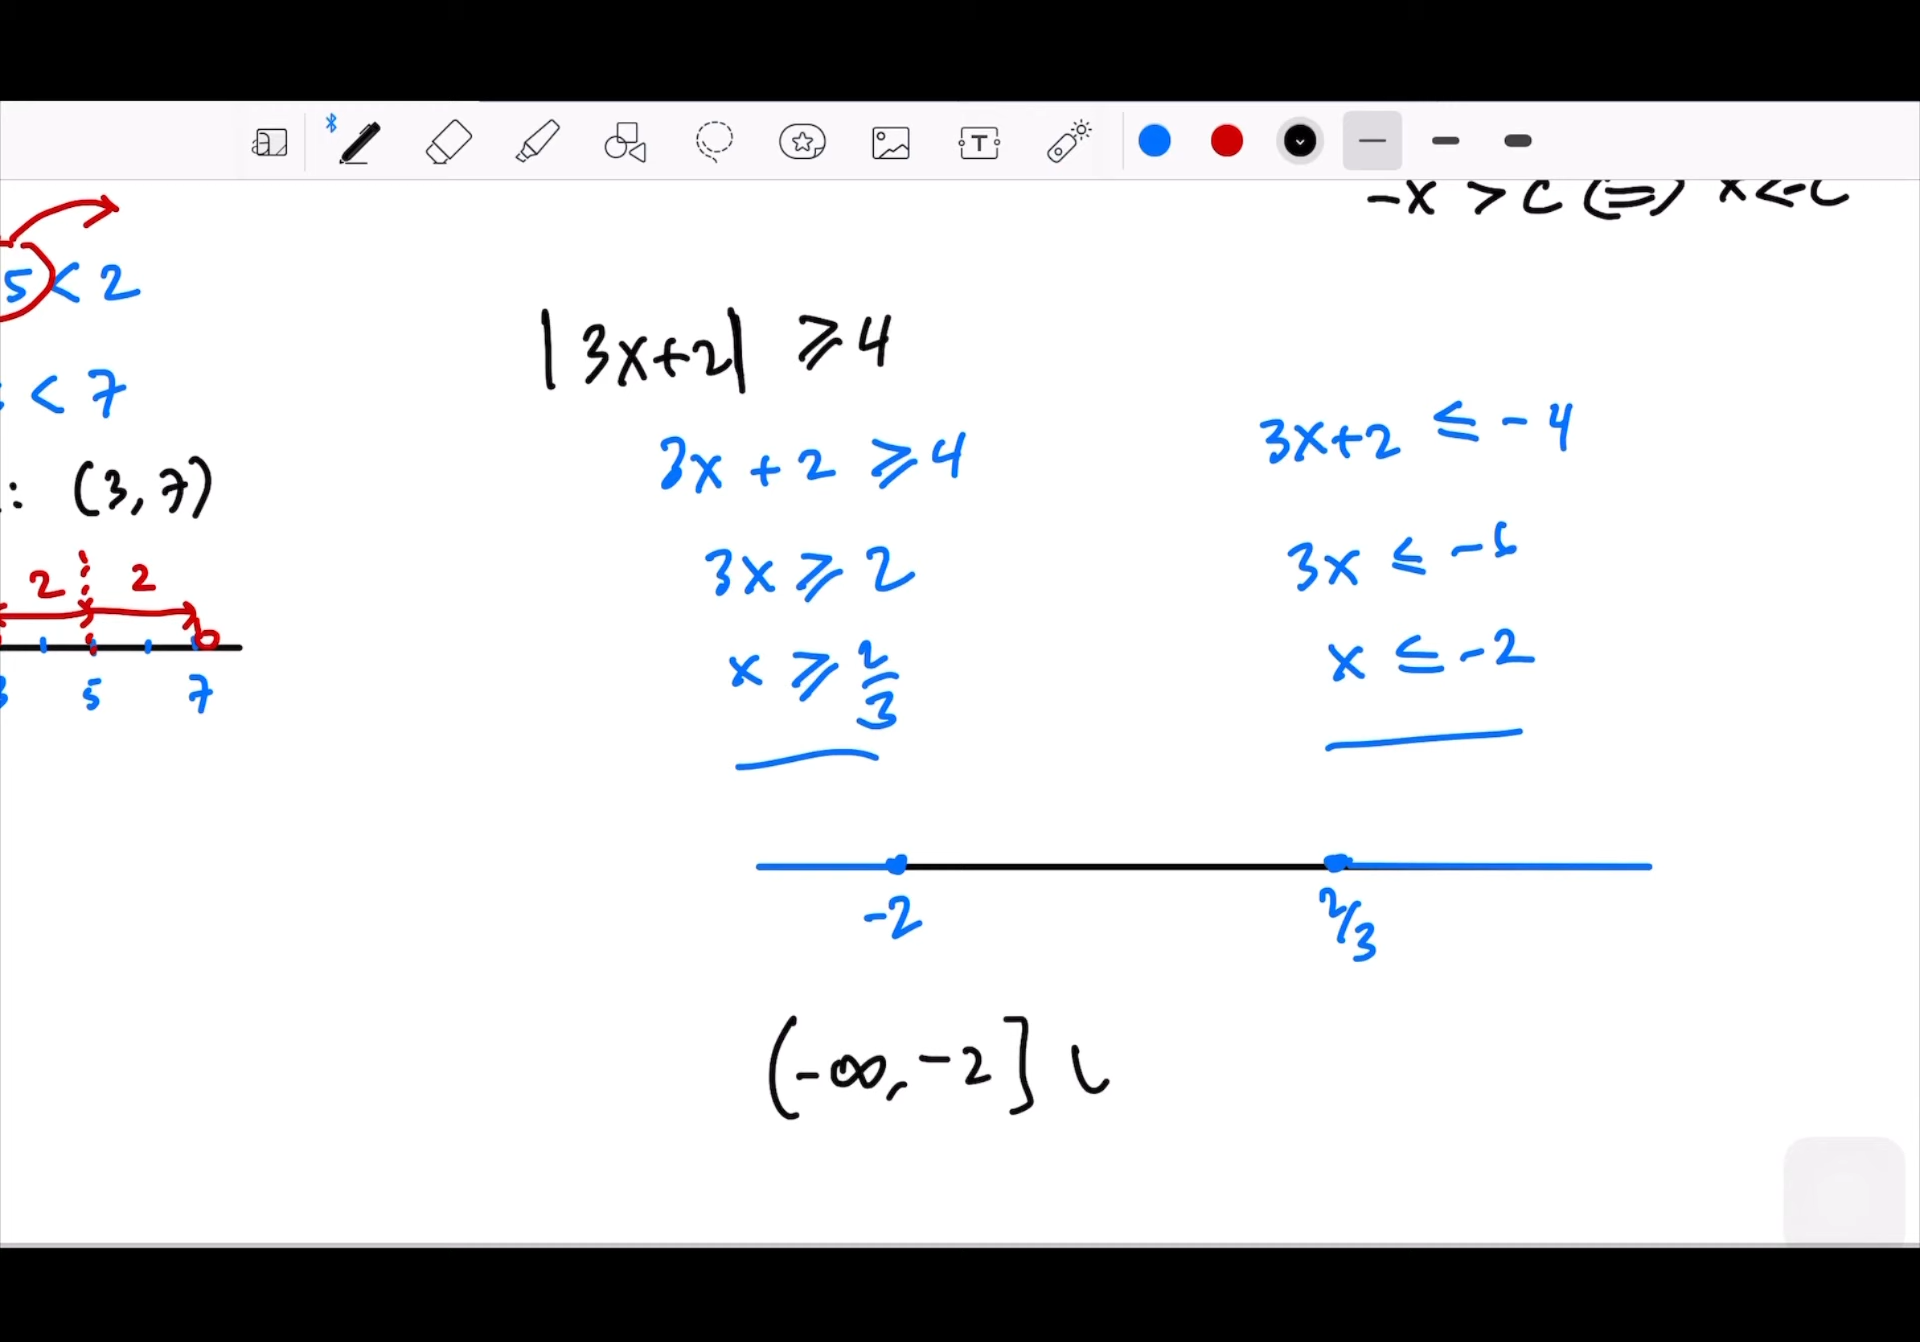 -x > c (=) x < -c
5 < 2
< 7
: (3, 7)
2 2
5 7
|3x+2| ≥ 4
3x + 2 ≥ 4
3x ≥ 2
x ≥ 2/3
3x+2 ≤ -4
3x ≤ -6
x ≤ -2
-2 2/3
(-∞, -2]
T